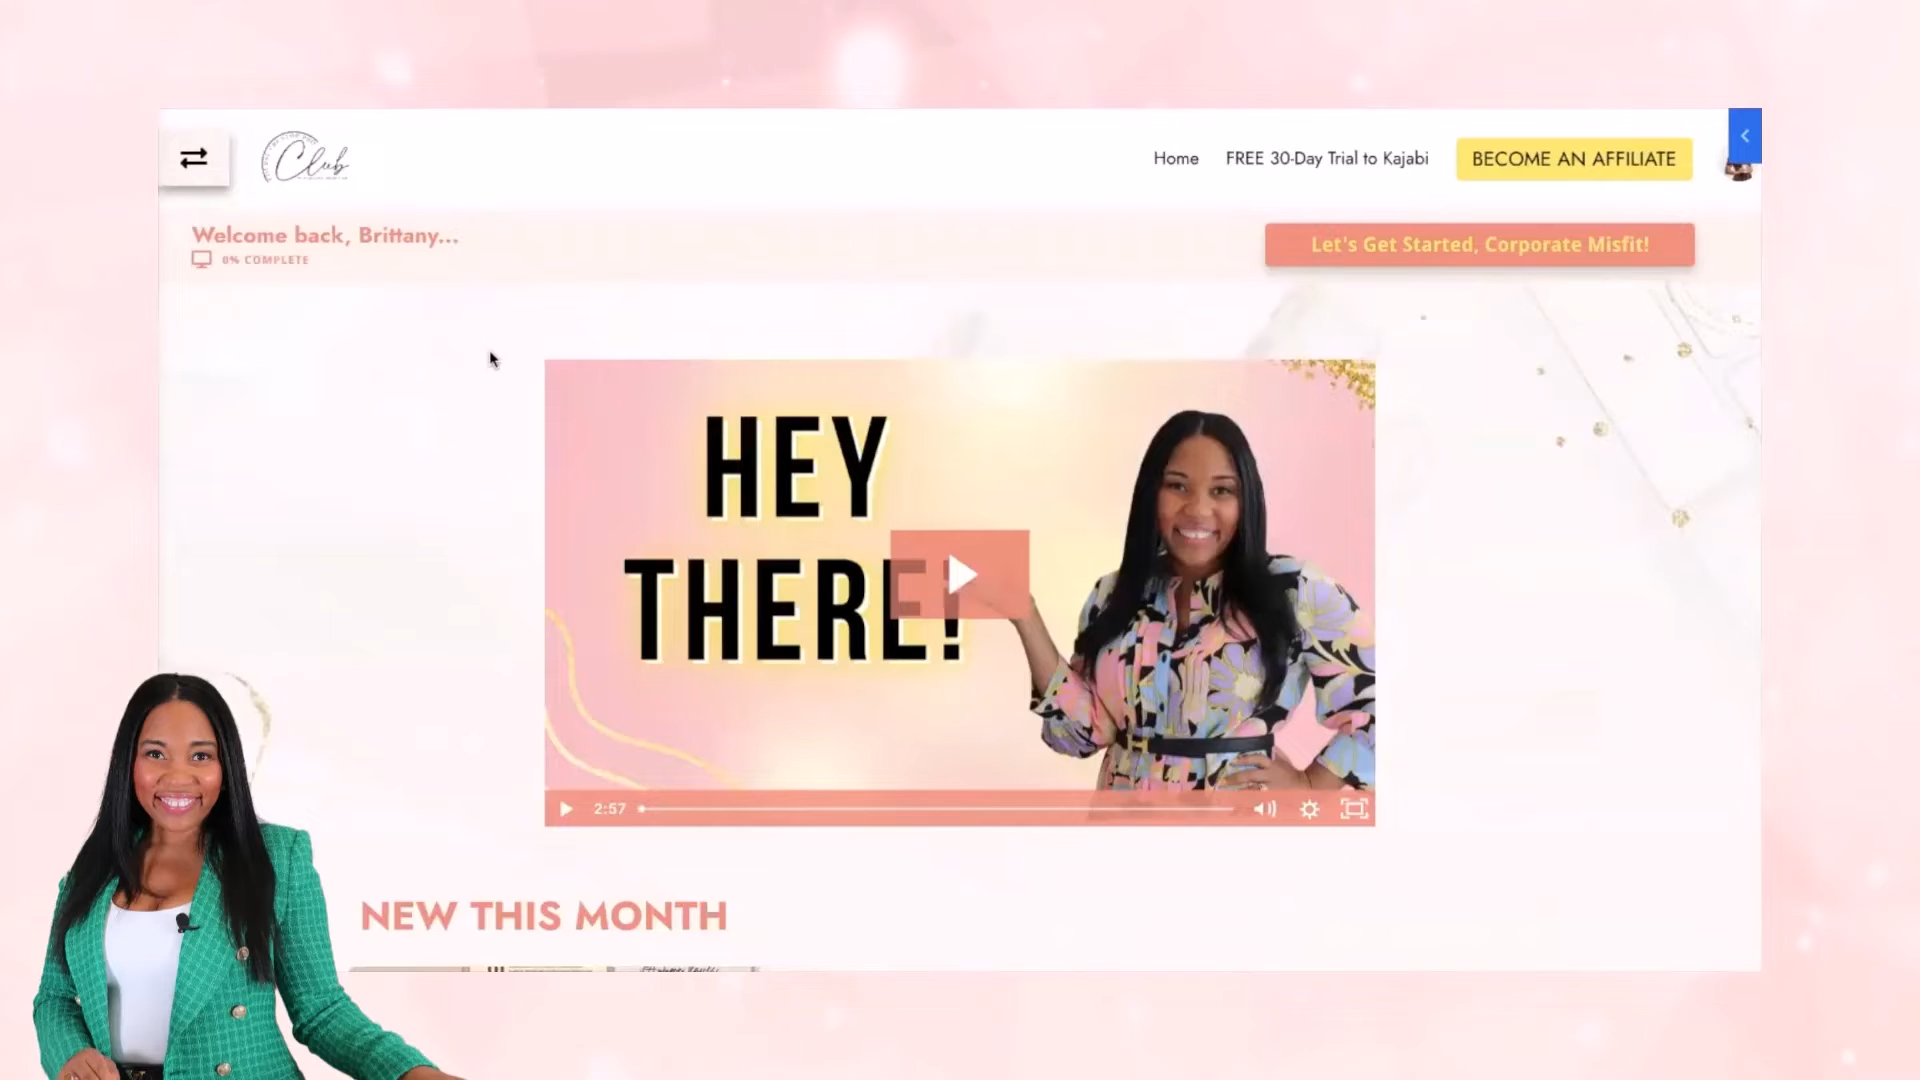 Club
Home
FREE 30-Day Trial to Kajabi
BECOME AN AFFILIATE
Welcome back, Brittany...
0% COMPLETE
Let's Get Started, Corporate Misfit!
HEY
THERE!
2:57
NEW THIS MONTH